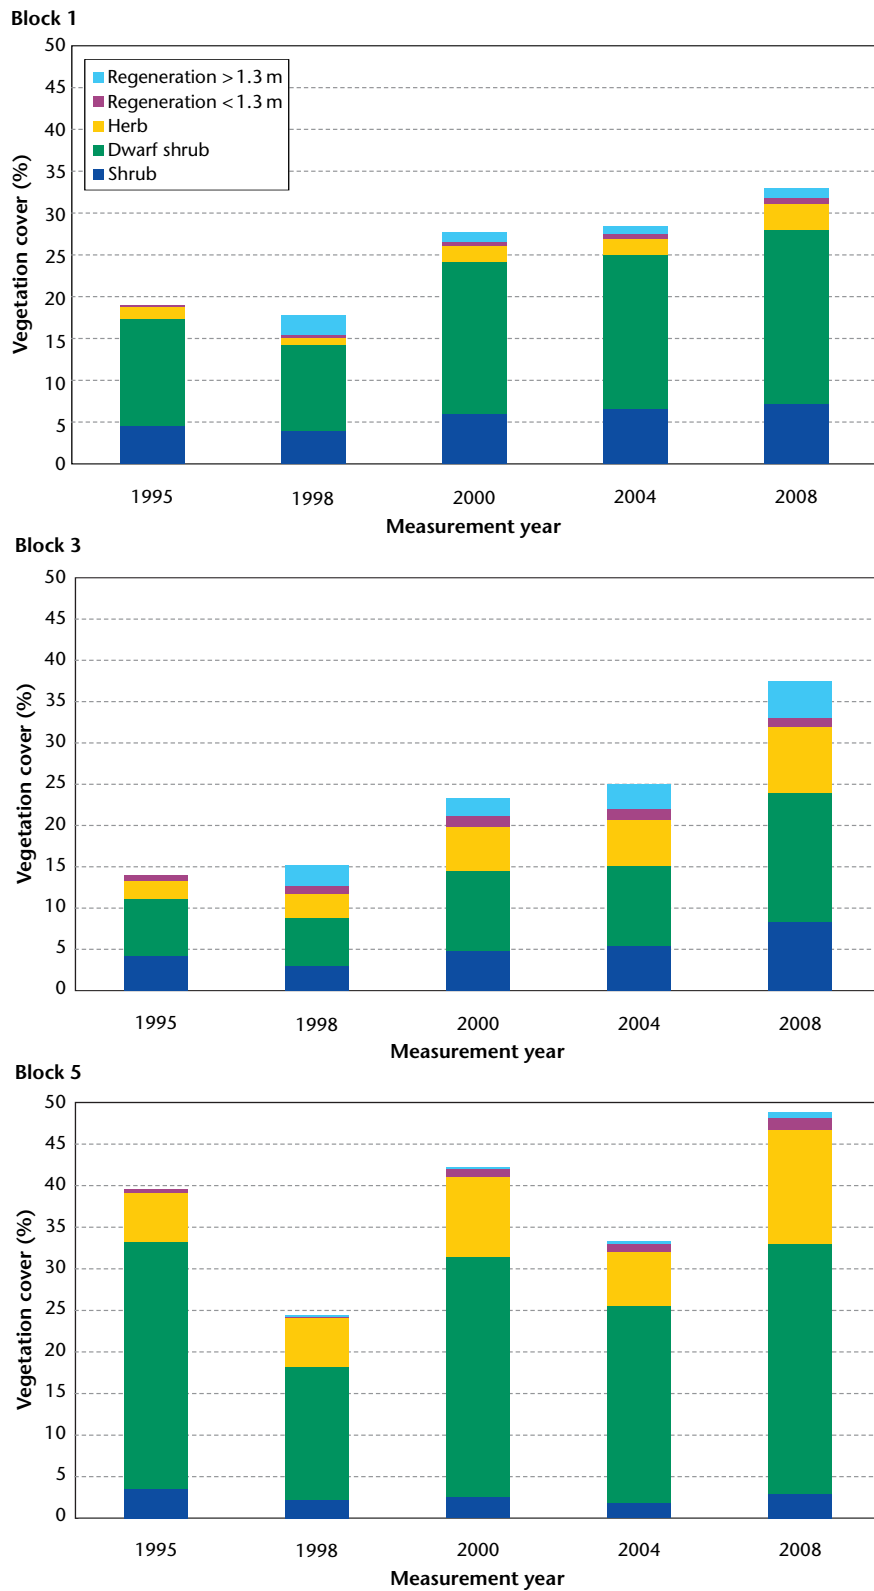 Block 1
50
45
40
35
30
25
20
15
10
5
0
Vegetation cover (%)
Regeneration > 1.3 m
Regeneration < 1.3 m
Herb
Dwarf shrub
Shrub
1995 1998 2000 2004 2008
Measurement year
Block 3
50
45
40
35
30
25
20
15
10
5
0
Vegetation cover (%)
1995 1998 2000 2004 2008
Measurement year
Block 5
50
45
40
35
30
25
20
15
10
5
0
Vegetation cover (%)
1995 1998 2000 2004 2008
Measurement year